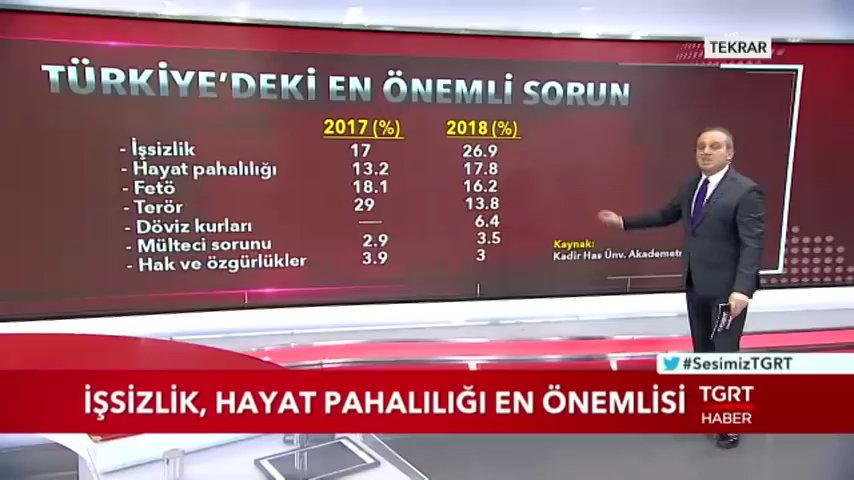 TEKRAR
TÜRKİYE'DEKİ EN ÖNEMLİ SORUN
2017 (%) 2018 (%)
- İşsizlik 17 26.9
- Hayat pahalılığı 13.2 17.8
- Fetö 18.1 16.2
- Terör 29 13.8
- Döviz kurları — 6.4
- Mülteci sorunu 2.9 3.5
- Hak ve özgürlükler 3.9 3
Kaynak:
Kadir Has Ünv. Akademetr
#SesimizTGRT
İŞSİZLİK, HAYAT PAHALILIĞI EN ÖNEMLİSİ
TGRT
HABER